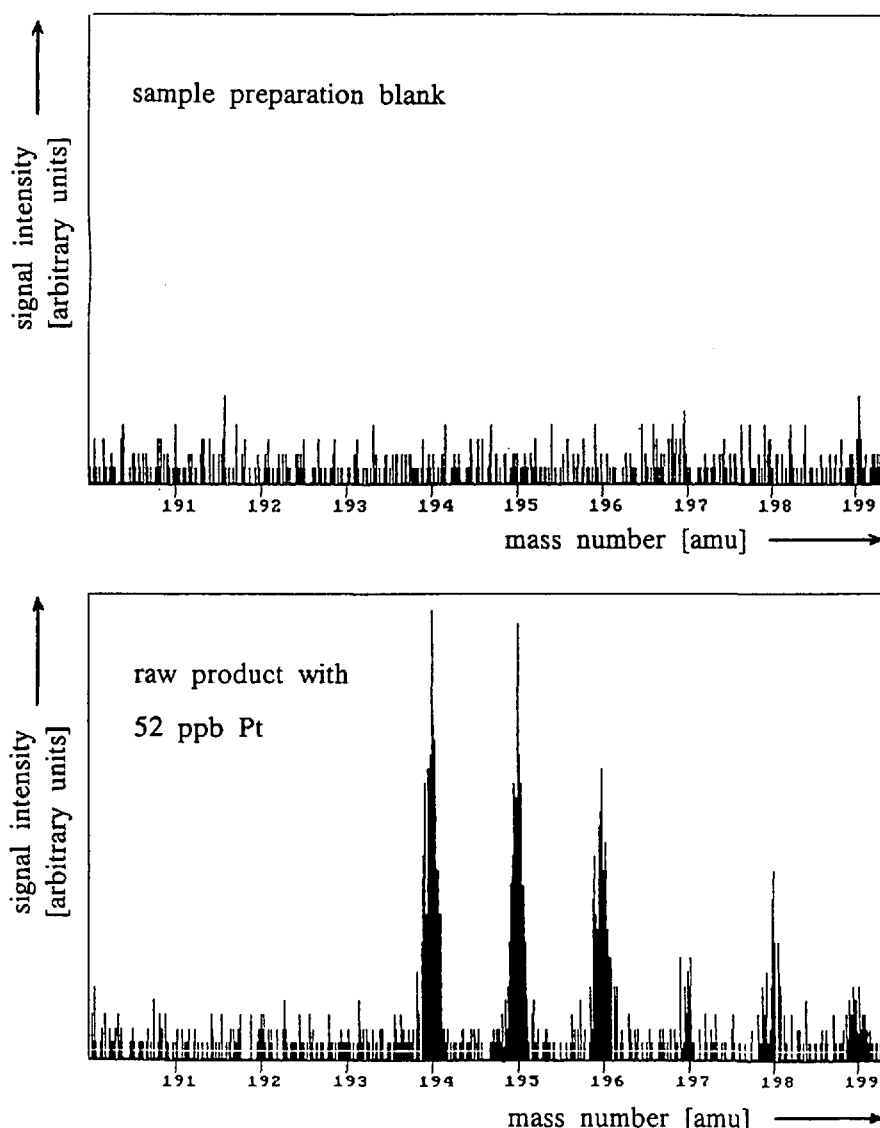 sample preparation blank
signal intensity
[arbitrary units]
191 192 193 194 195 196 197 198 199
mass number [amu]
raw product with
52 ppb Pt
signal intensity
[arbitrary units]
191 192 193 194 195 196 197 198 199
mass number [amu]